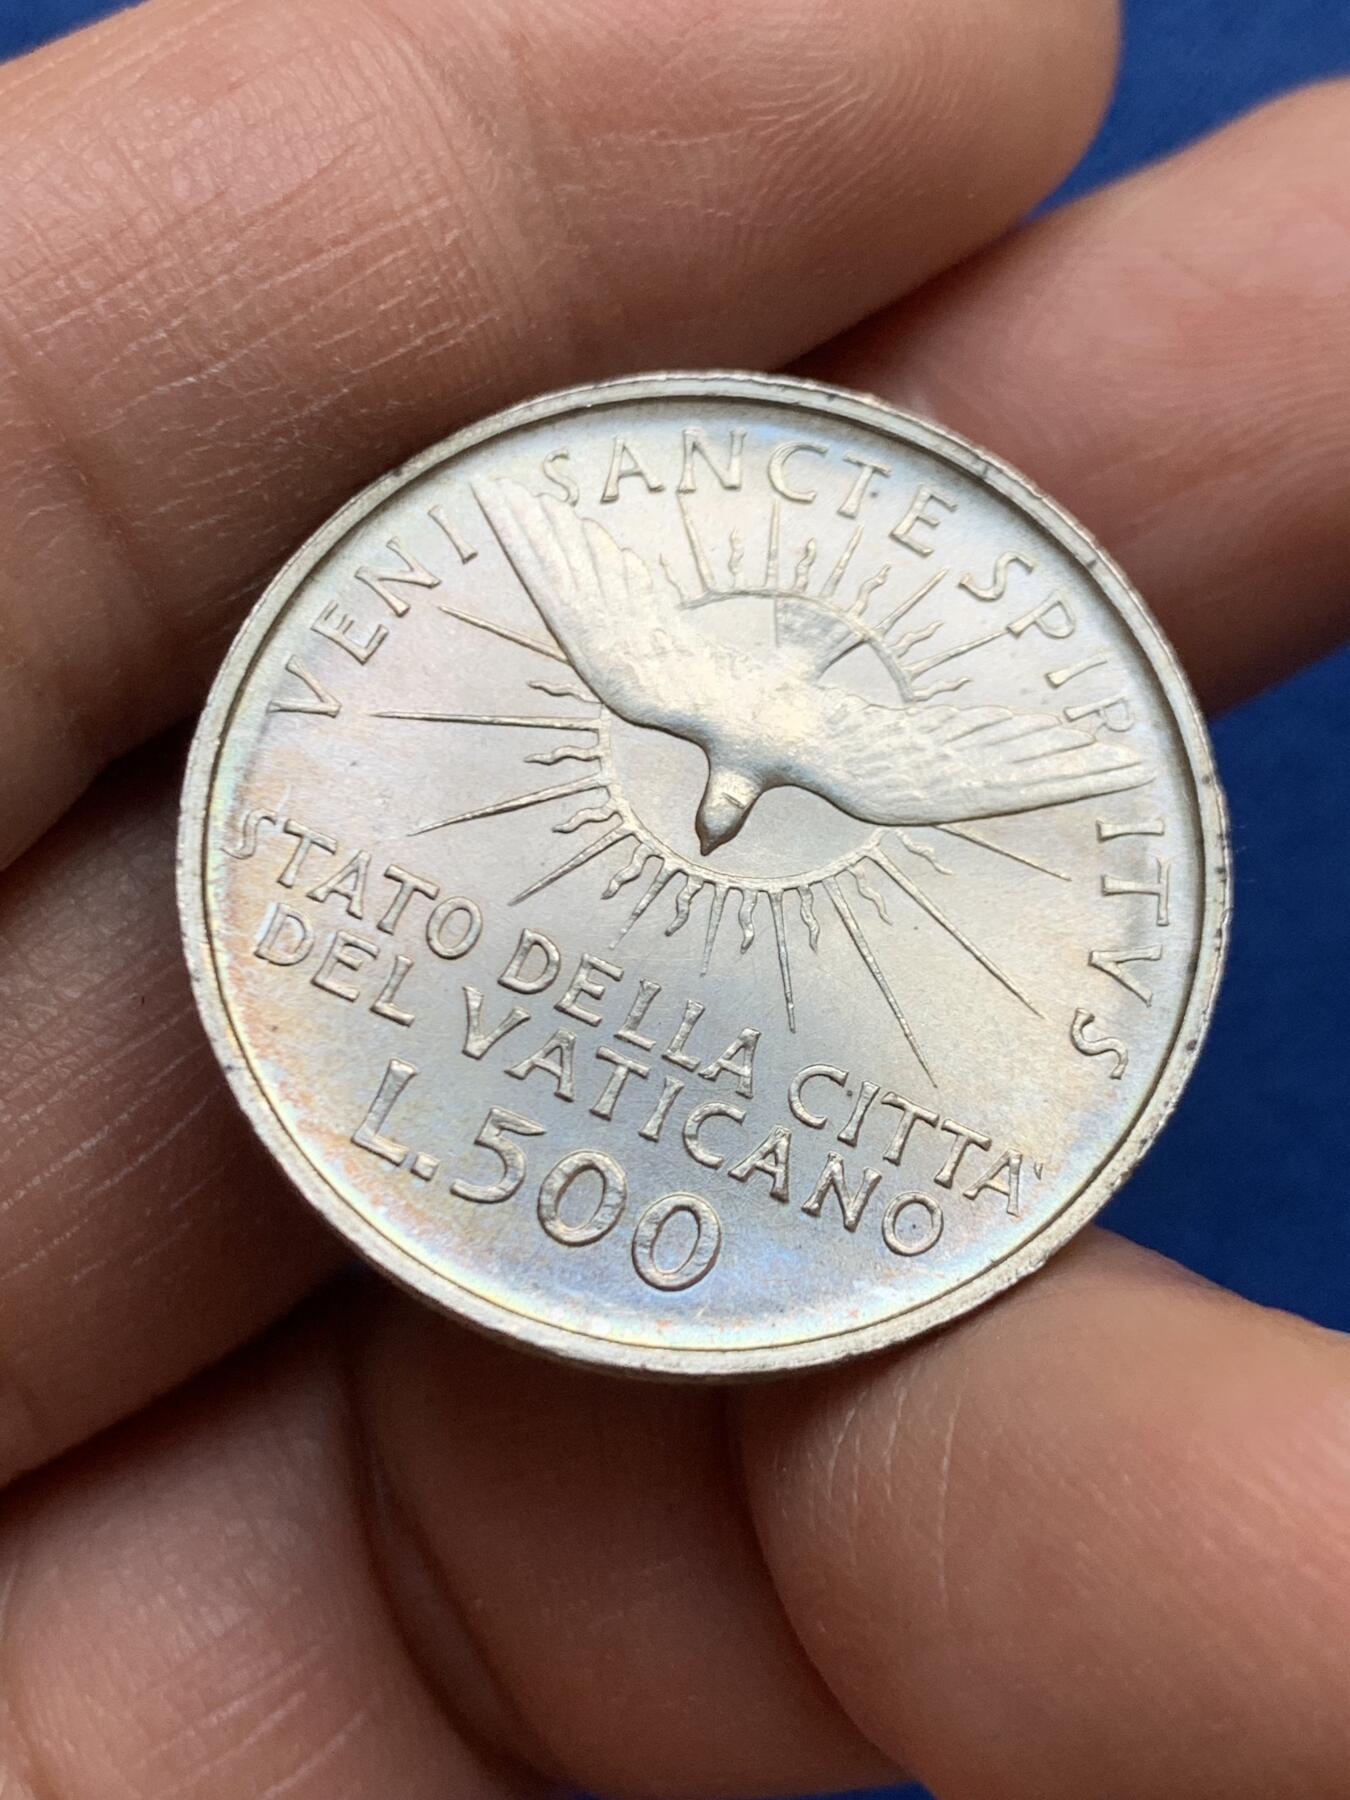 VENI SANCTE SPIRITVS
STATO DELLA CITTA'
DEL VATICANO
L.500